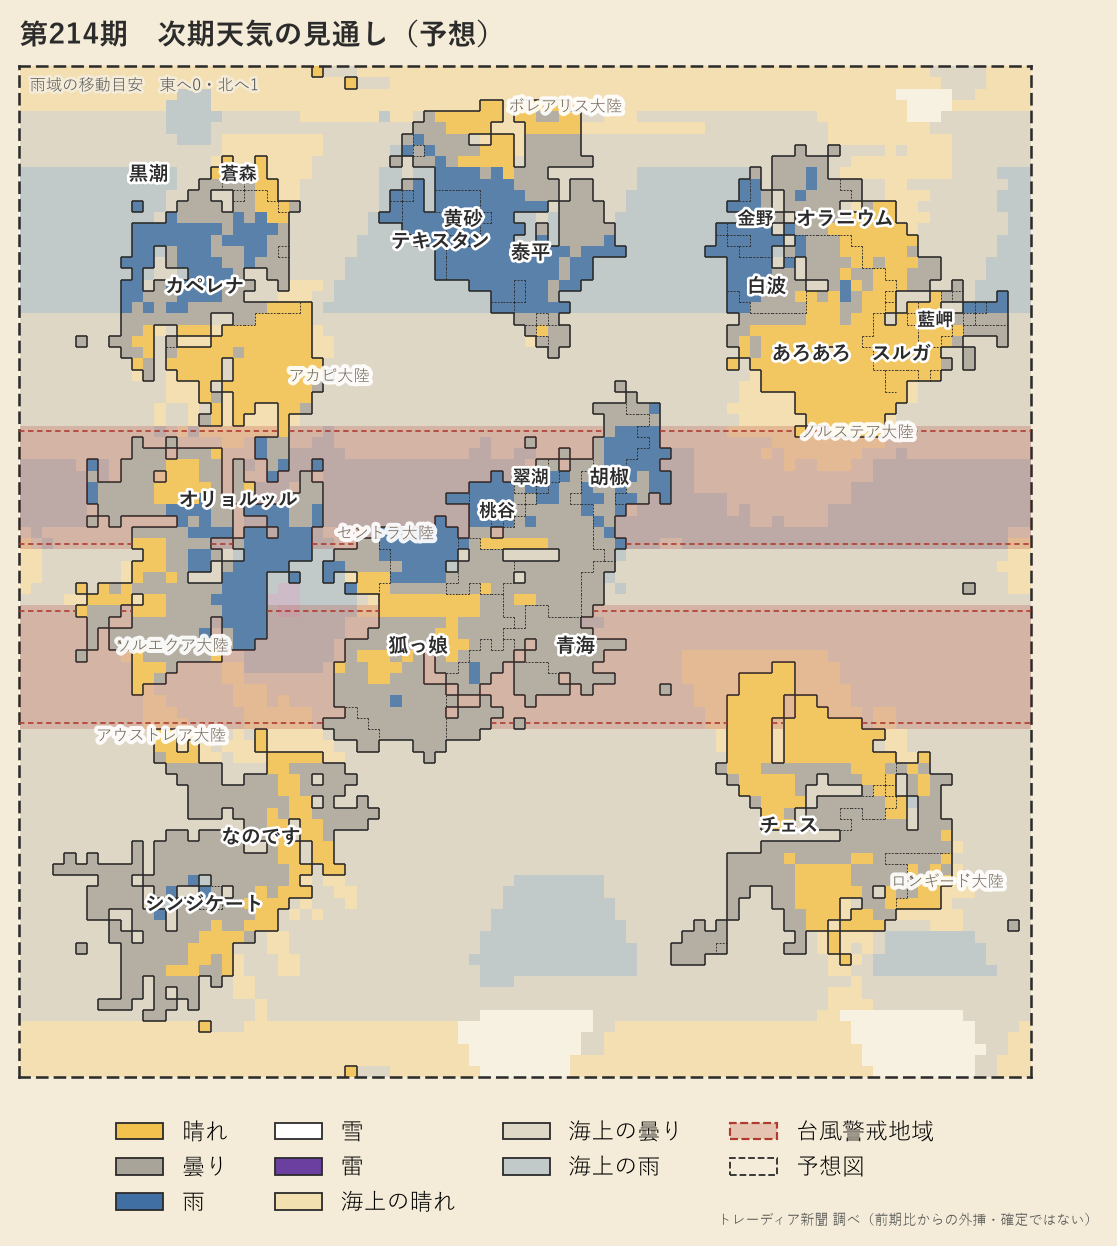 第214期　次期天気の見通し（予想）
雨域の移動目安　東へ0・北へ1
ボレアリス大陸
黒潮
蒼森
黄砂
テキスタン
泰平
金野
オラニウム
カペレナ
白波
藍岬
あろあろ
スルガ
アカピ大陸
ノルステア大陸
翠湖
胡椒
オリョルッル
桃谷
セントラ大陸
ソルエクア大陸
狐っ娘
青海
アウストレア大陸
チェス
なのです
ロンギード大陸
シンジケート
晴れ
雪
海上の曇り
台風警戒地域
曇り
雷
海上の雨
予想図
雨
海上の晴れ
トレーディア新聞 調べ（前期比からの外挿・確定ではない）